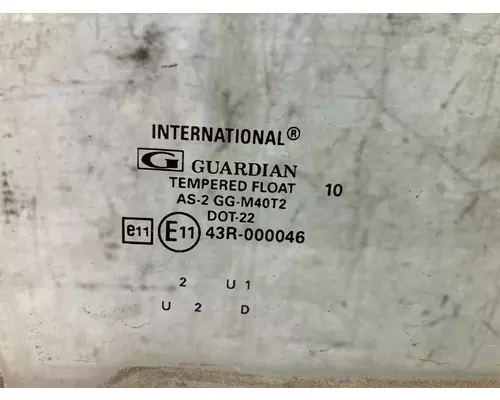 INTERNATIONAL®
G GUARDIAN
TEMPERED FLOAT 10
AS-2 GG-M40T2
DOT-22
e11 E11 43R-000046
2 U 1
U 2 D